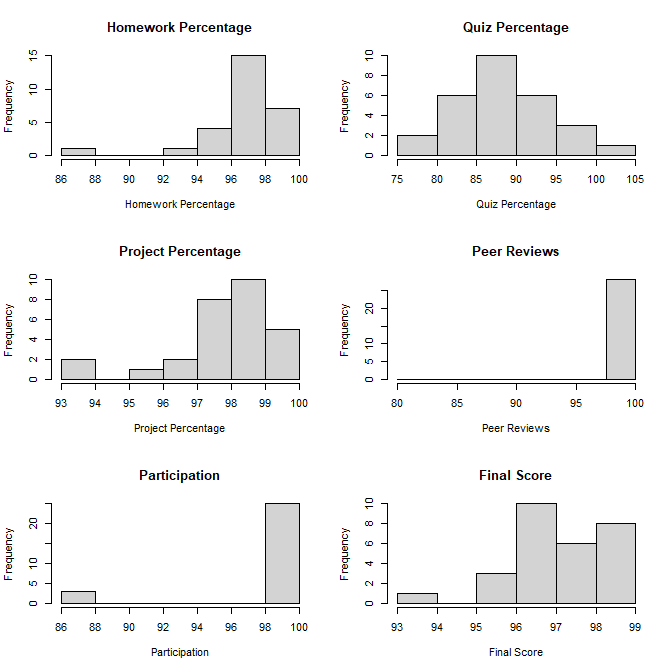 Homework Percentage
Frequency
0 5 10 15
86 88 90 92 94 96 98 100
Homework Percentage
Quiz Percentage
Frequency
0 2 4 6 8 10
75 80 85 90 95 100 105
Quiz Percentage
Project Percentage
Frequency
0 2 4 6 8 10
93 94 95 96 97 98 99 100
Project Percentage
Peer Reviews
Frequency
0 5 10 20
80 85 90 95 100
Peer Reviews
Participation
Frequency
0 5 10 20
86 88 90 92 94 96 98 100
Participation
Final Score
Frequency
0 2 4 6 8 10
93 94 95 96 97 98 99
Final Score